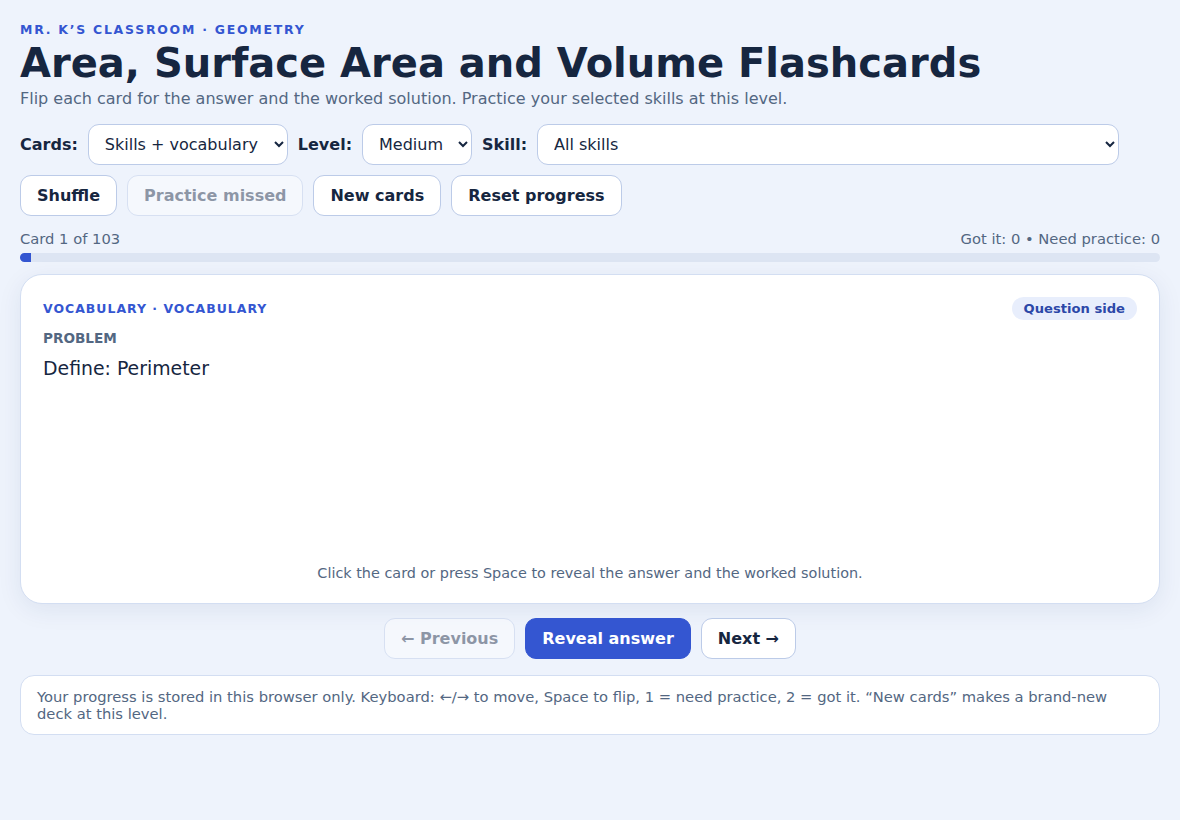 MR. K’S CLASSROOM · GEOMETRY
Area, Surface Area and Volume Flashcards
Flip each card for the answer and the worked solution. Practice your selected skills at this level.
Cards: Skills + vocabulary Level: Medium Skill: All skills
Shuffle Practice missed New cards Reset progress
Card 1 of 103 Got it: 0 • Need practice: 0
VOCABULARY · VOCABULARY Question side
PROBLEM
Define: Perimeter
Click the card or press Space to reveal the answer and the worked solution.
← Previous Reveal answer Next →
Your progress is stored in this browser only. Keyboard: ←/→ to move, Space to flip, 1 = need practice, 2 = got it. “New cards” makes a brand-new
deck at this level.